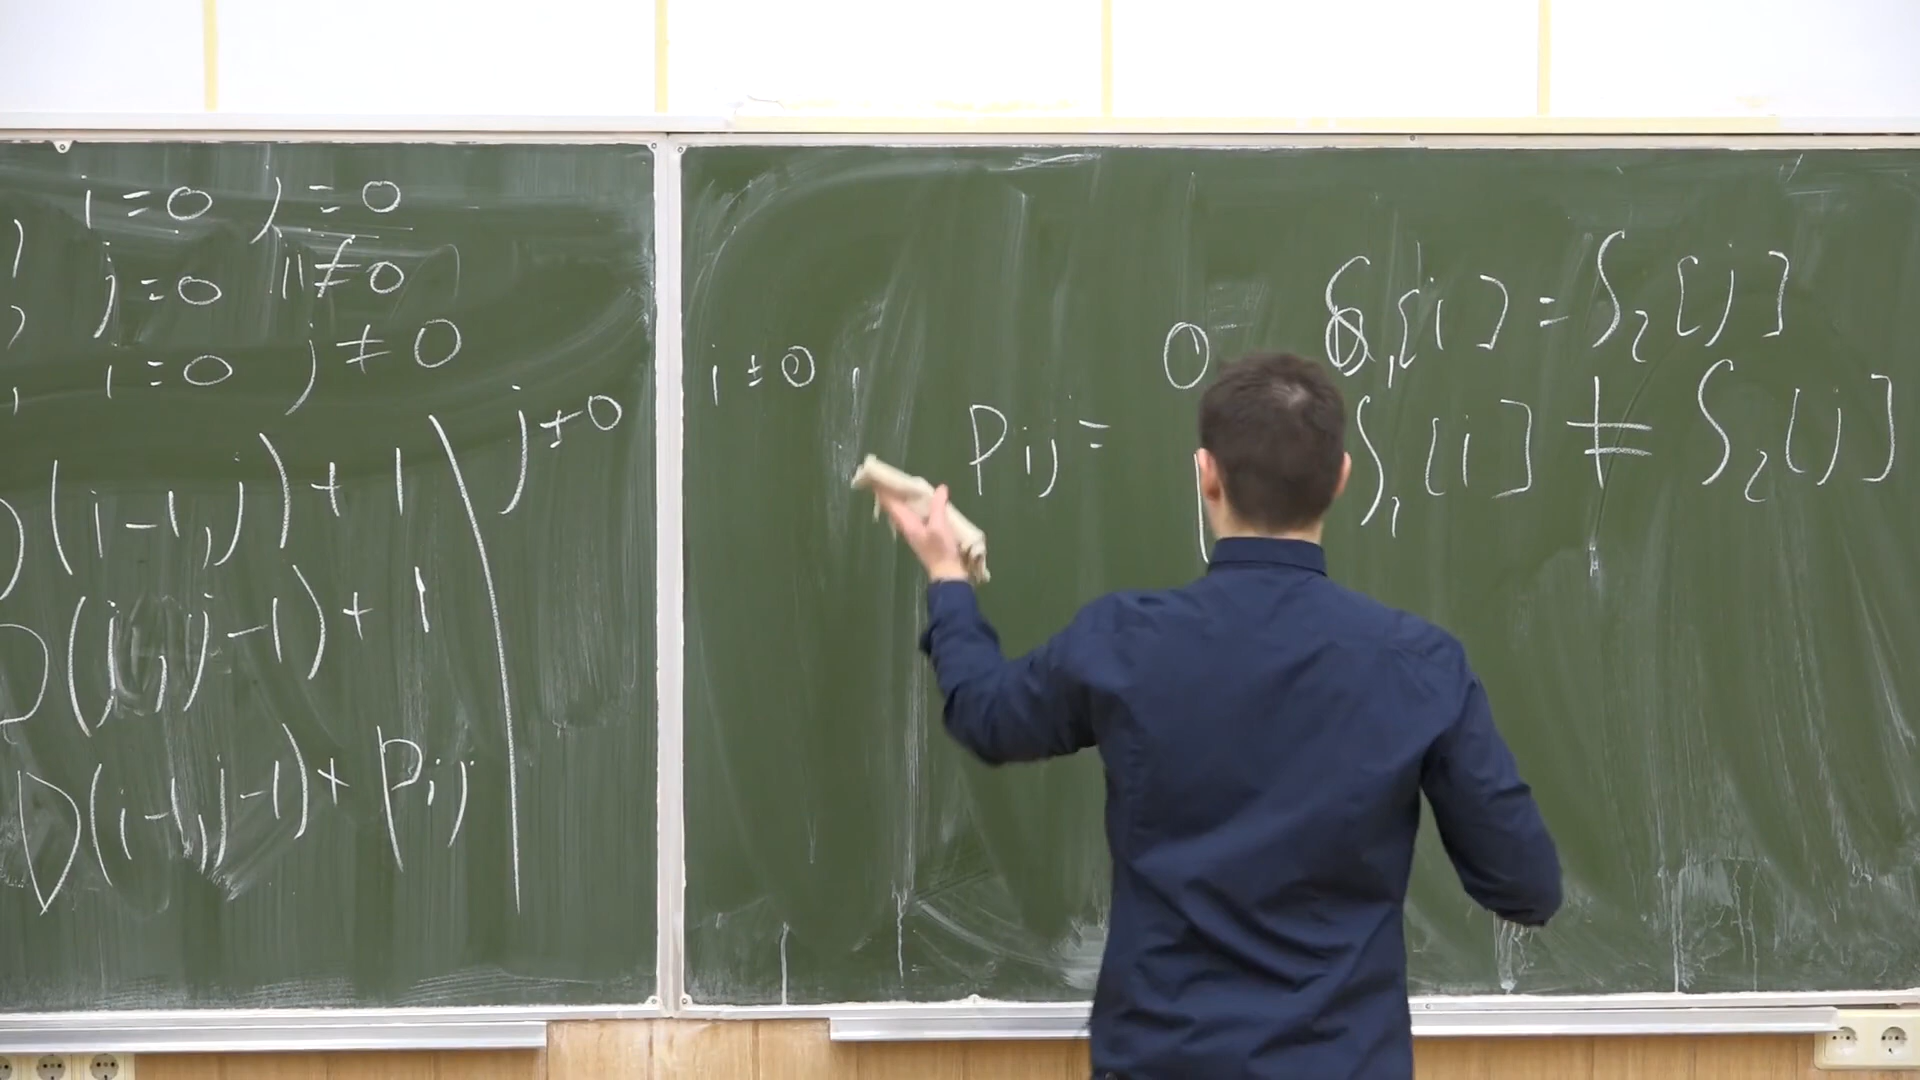 , i = 0 j = 0
, j = 0 i ≠ 0
, i = 0 j ≠ 0
j ≠ 0 i ≠ 0
D(i-1, j) + 1
D(i, j-1) + 1
D(i-1, j-1) + Pij
Pij =
0 S₁[i] = S₂[j]
1 S₁[i] ≠ S₂[j]